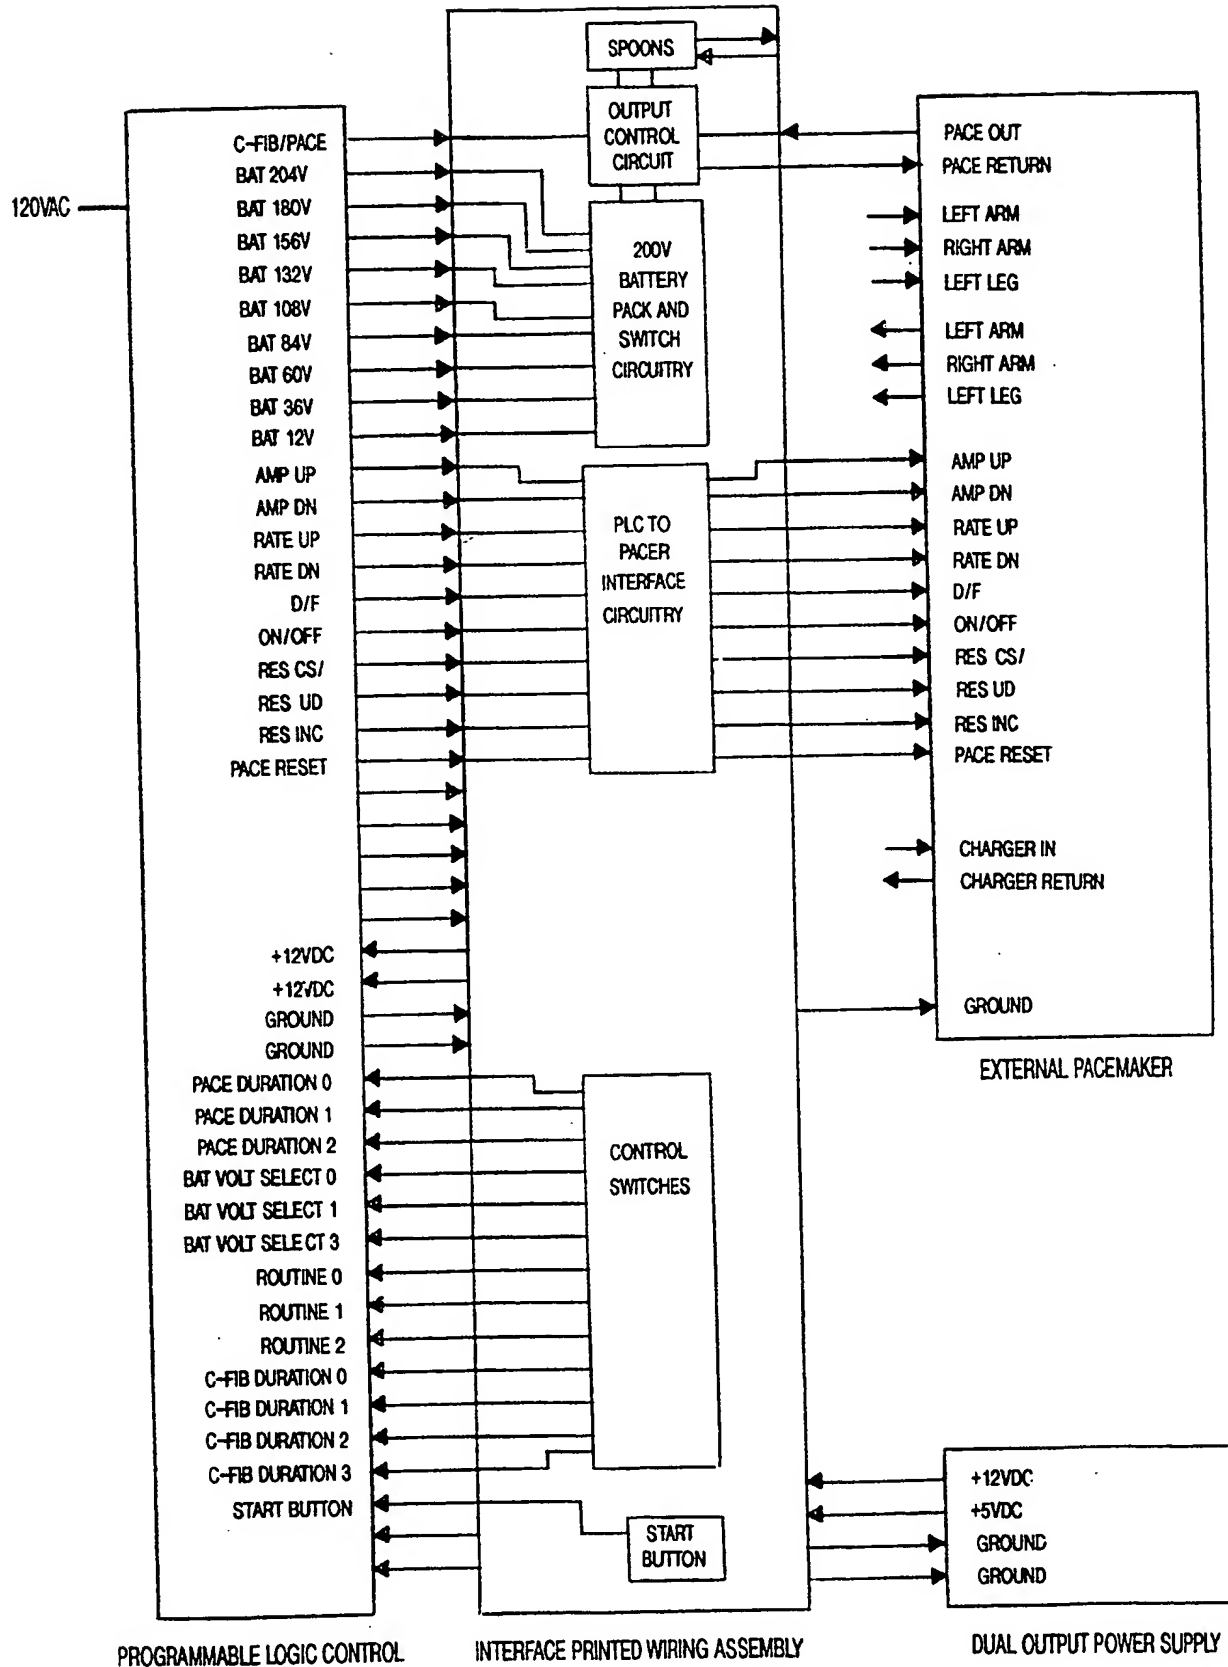 120VAC
C-FIB/PACE
BAT 204V
BAT 180V
BAT 156V
BAT 132V
BAT 108V
BAT 84V
BAT 60V
BAT 36V
BAT 12V
AMP UP
AMP DN
RATE UP
RATE DN
D/F
ON/OFF
RES CS/
RES UD
RES INC
PACE RESET
+12VDC
+12VDC
GROUND
GROUND
PACE DURATION 0
PACE DURATION 1
PACE DURATION 2
BAT VOLT SELECT 0
BAT VOLT SELECT 1
BAT VOLT SELECT 3
ROUTINE 0
ROUTINE 1
ROUTINE 2
C-FIB DURATION 0
C-FIB DURATION 1
C-FIB DURATION 2
C-FIB DURATION 3
START BUTTON
PROGRAMMABLE LOGIC CONTROL
SPOONS
OUTPUT
CONTROL
CIRCUIT
200V
BATTERY
PACK AND
SWITCH
CIRCUITRY
PLC TO
PACER
INTERFACE
CIRCUITRY
CONTROL
SWITCHES
START
BUTTON
INTERFACE PRINTED WIRING ASSEMBLY
PACE OUT
PACE RETURN
LEFT ARM
RIGHT ARM
LEFT LEG
LEFT ARM
RIGHT ARM
LEFT LEG
AMP UP
AMP DN
RATE UP
RATE DN
D/F
ON/OFF
RES CS/
RES UD
RES INC
PACE RESET
CHARGER IN
CHARGER RETURN
GROUND
EXTERNAL PACEMAKER
+12VDC
+5VDC
GROUND
GROUND
DUAL OUTPUT POWER SUPPLY